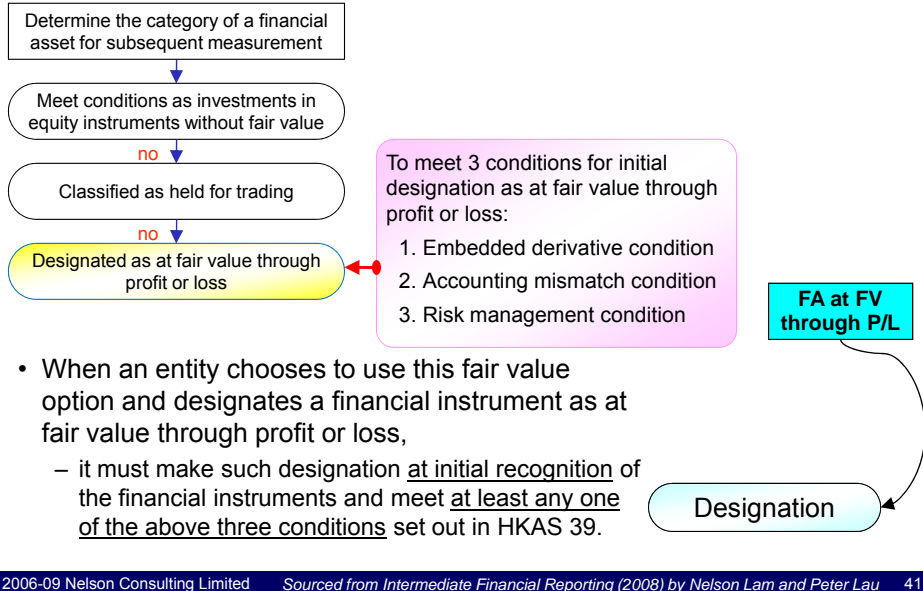 Determine the category of a financial
asset for subsequent measurement
Meet conditions as investments in
equity instruments without fair value
no
Classified as held for trading
no
Designated as at fair value through
profit or loss
To meet 3 conditions for initial
designation as at fair value through
profit or loss:
1. Embedded derivative condition
2. Accounting mismatch condition
3. Risk management condition
FA at FV
through P/L
• When an entity chooses to use this fair value
option and designates a financial instrument as at
fair value through profit or loss,
– it must make such designation at initial recognition of
the financial instruments and meet at least any one
of the above three conditions set out in HKAS 39.
Designation
2006-09 Nelson Consulting Limited Sourced from Intermediate Financial Reporting (2008) by Nelson Lam and Peter Lau 41